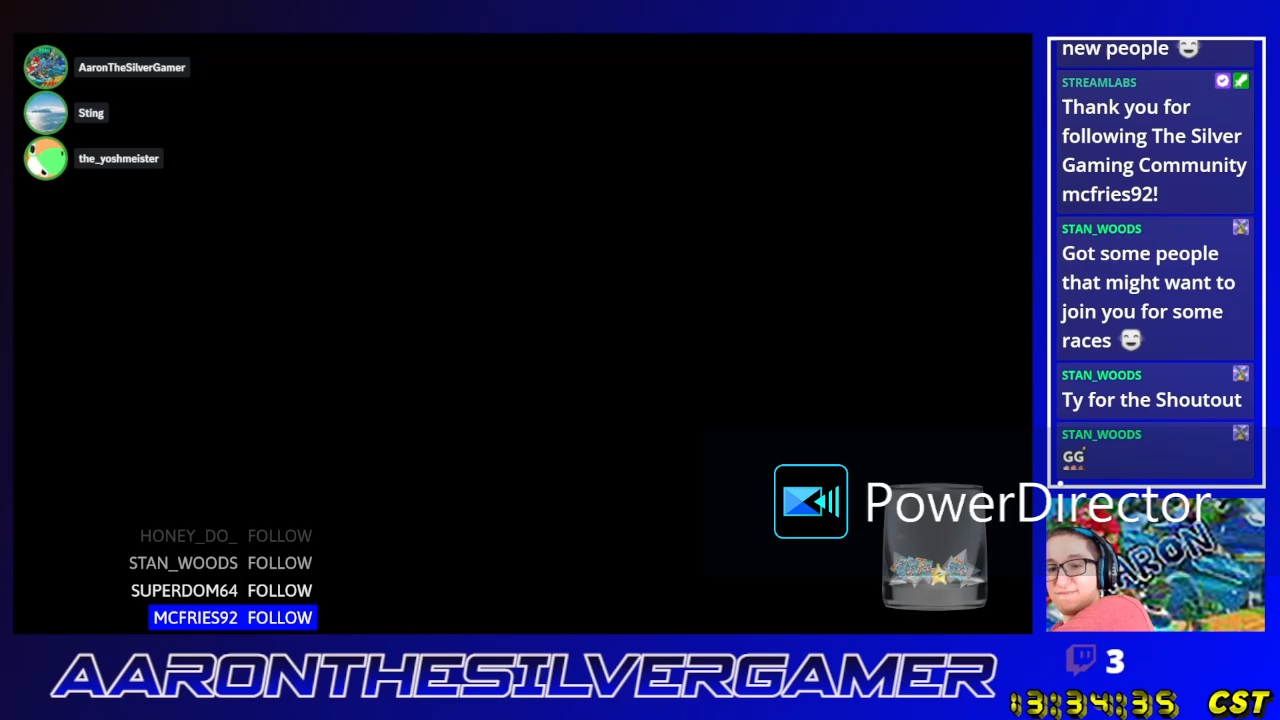 AaronTheSilverGamer
Sting
the_yoshmeister
HONEY_DO_ FOLLOW
STAN_WOODS FOLLOW
SUPERDOM64 FOLLOW
MCFRIES92 FOLLOW
new people
STREAMLABS
Thank you for
following The Silver
Gaming Community
mcfries92!
STAN_WOODS
Got some people
that might want to
join you for some
races
STAN_WOODS
Ty for the Shoutout
STAN_WOODS
GG
PowerDirector
AARON
AARONTHESILVERGAMER
3
13:34:35 CST